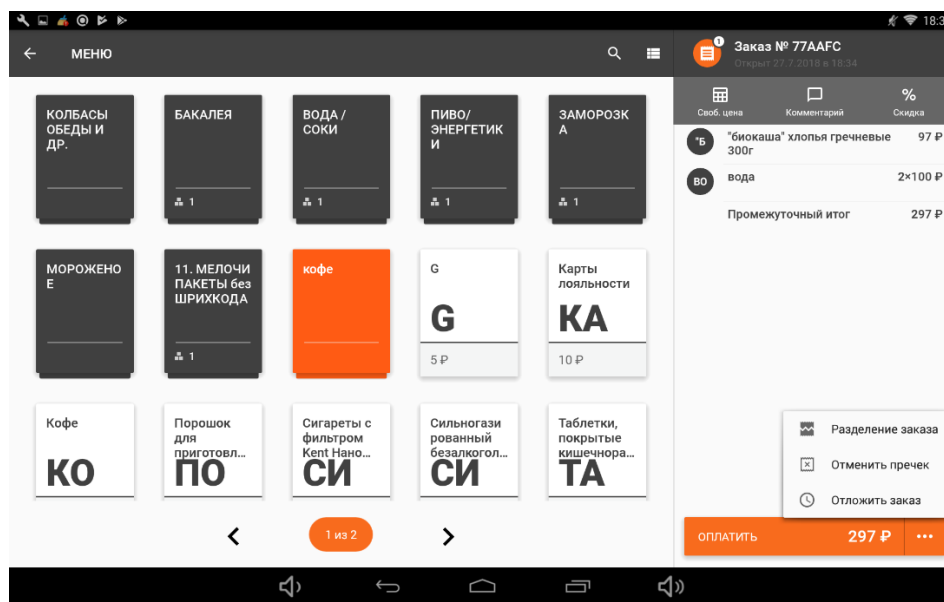 18:3
МЕНЮ
1
Заказ № 77AAFC
Открыт 27.7.2018 в 18:34
Своб. цена
Комментарий
%
Скидка
КОЛБАСЫ
ОБЕДЫ И
ДР.
БАКАЛЕЯ
1
ВОДА /
СОКИ
1
ПИВО/
ЭНЕРГЕТИК
И
1
ЗАМОРОЗК
А
1
МОРОЖЕНО
Е
11. МЕЛОЧИ
ПАКЕТЫ без
ШРИХКОДА
1
кофе
G
G
5 ₽
Карты
лояльности
КА
10 ₽
Кофе
КО
Порошок
для
приготовл...
ПО
Сигареты с
фильтром
Kent Нано...
СИ
Сильногази
рованный
безалкогол...
СИ
Таблетки,
покрытые
кишечнора...
ТА
1 из 2
"Б
"биокаша" хлопья гречневые
300г
97 ₽
ВО
вода
2×100 ₽
Промежуточный итог
297 ₽
Разделение заказа
Отменить пречек
Отложить заказ
ОПЛАТИТЬ
297 ₽